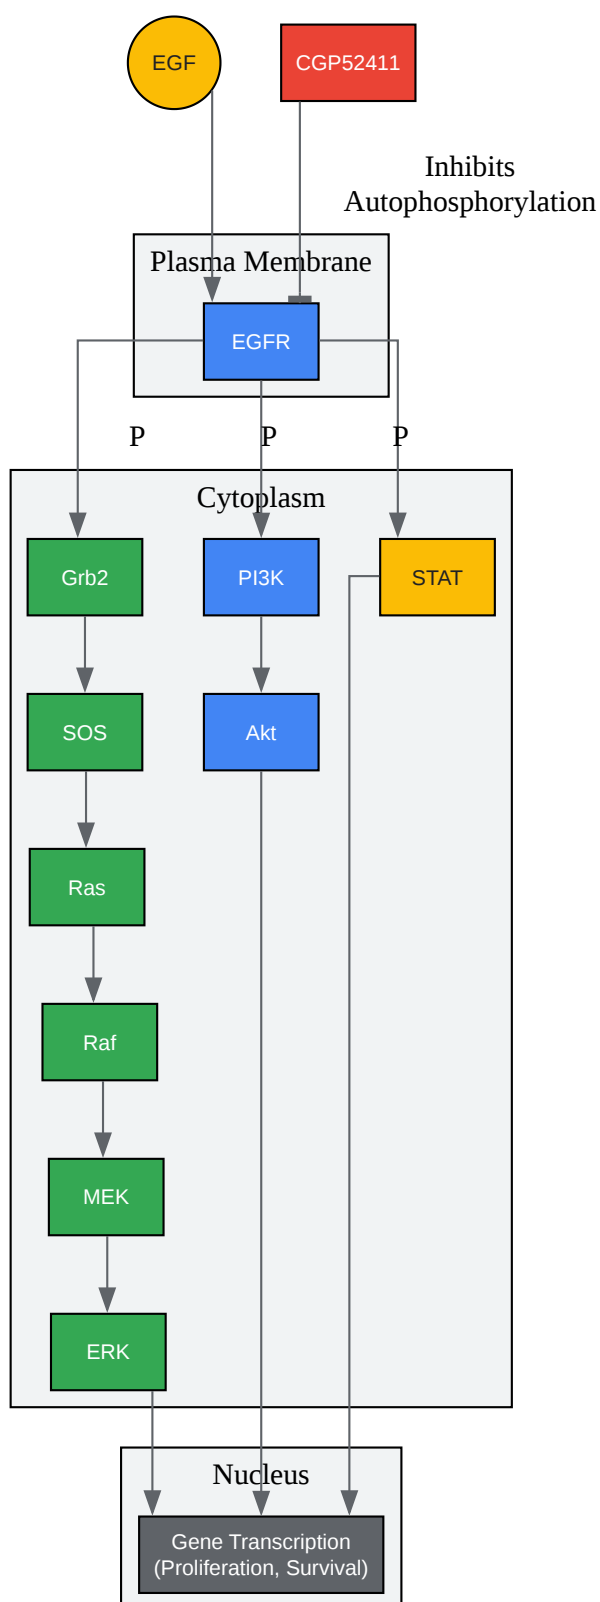 EGF
CGP52411
Inhibits
Autophosphorylation
Plasma Membrane
EGFR
P
P
P
Cytoplasm
Grb2
PI3K
STAT
SOS
Akt
Ras
Raf
MEK
ERK
Nucleus
Gene Transcription
(Proliferation, Survival)